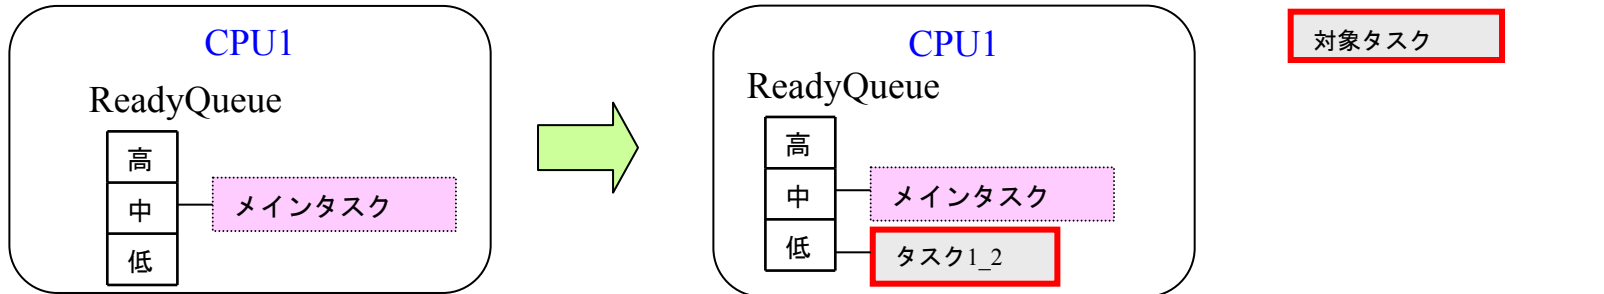 CPU1
ReadyQueue
高
中
低
メインタスク
CPU1
ReadyQueue
高
中
低
メインタスク
タスク1_2
対象タスク